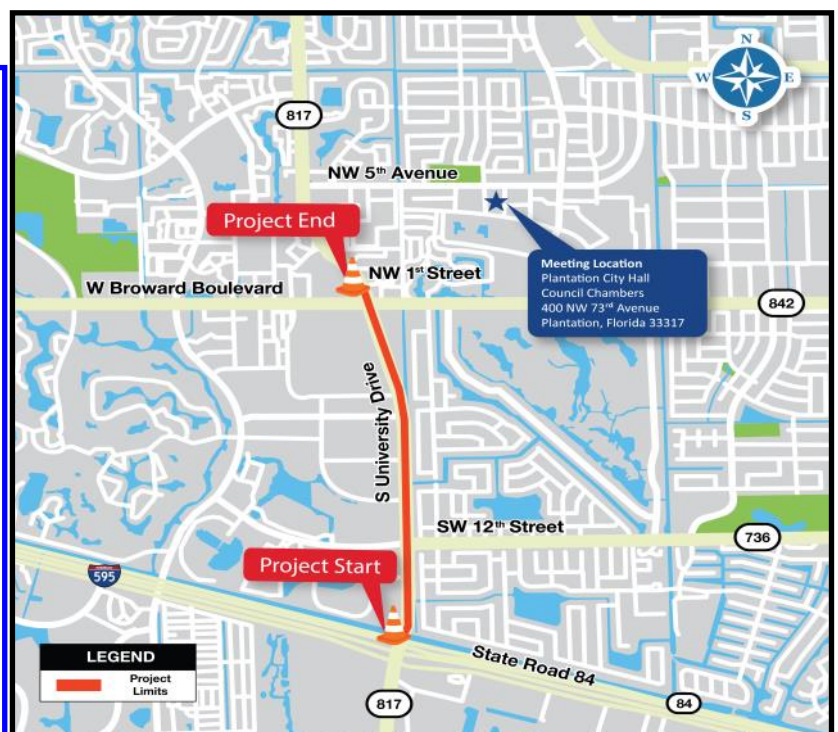 N
W E
S
817
NW 5th Avenue
Project End
NW 1st Street
W Broward Boulevard
Meeting Location
Plantation City Hall
Council Chambers
400 NW 73rd Avenue
Plantation, Florida 33317
842
S University Drive
SW 12th Street
736
Project Start
595
State Road 84
LEGEND
Project
Limits
817
84